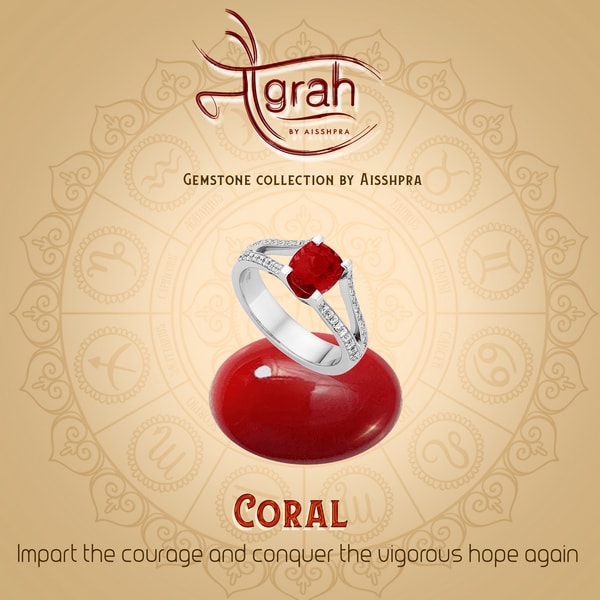 नौgrah
BY AISSHPRA
GEMSTONE COLLECTION BY AISSHPRA
CORAL
Impart the courage and conquer the vigorous hope again